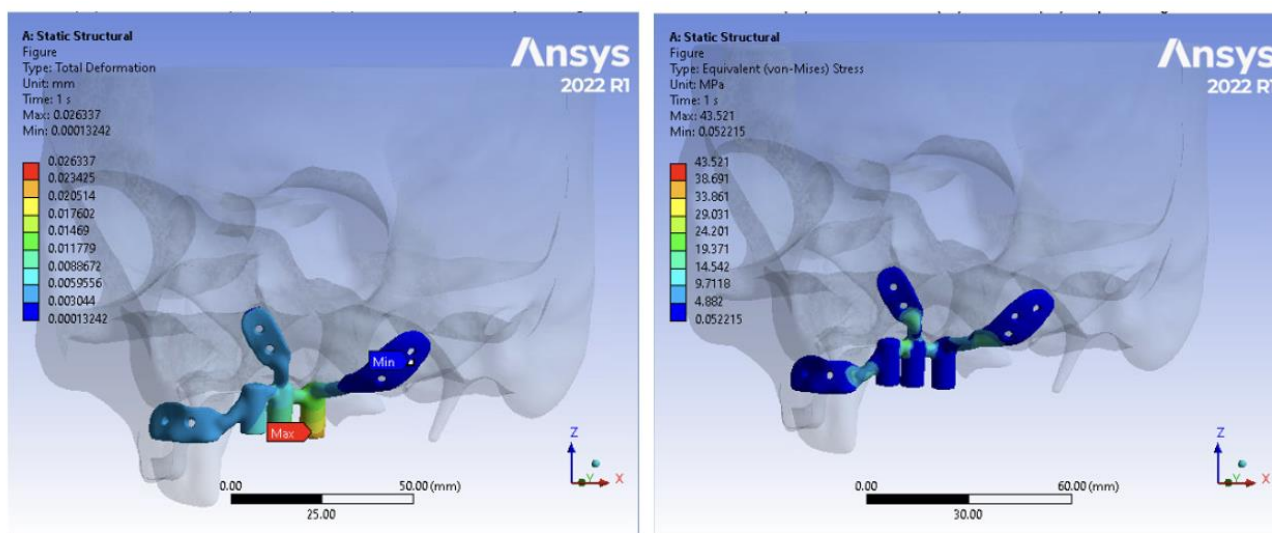 A: Static Structural
Figure
Type: Total Deformation
Unit: mm
Time: 1 s
Max: 0.026337
Min: 0.00013242
Ansys
2022 R1
0.026337
0.023425
0.020514
0.017602
0.01469
0.011779
0.0088672
0.0059556
0.003044
0.00013242
Min
Max
Z
Y
X
0.00
50.00 (mm)
25.00
A: Static Structural
Figure
Type: Equivalent (von-Mises) Stress
Unit: MPa
Time: 1 s
Max: 43.521
Min: 0.052215
Ansys
2022 R1
43.521
38.691
33.861
29.031
24.201
19.371
14.542
9.7118
4.882
0.052215
Z
Y
X
0.00
60.00 (mm)
30.00